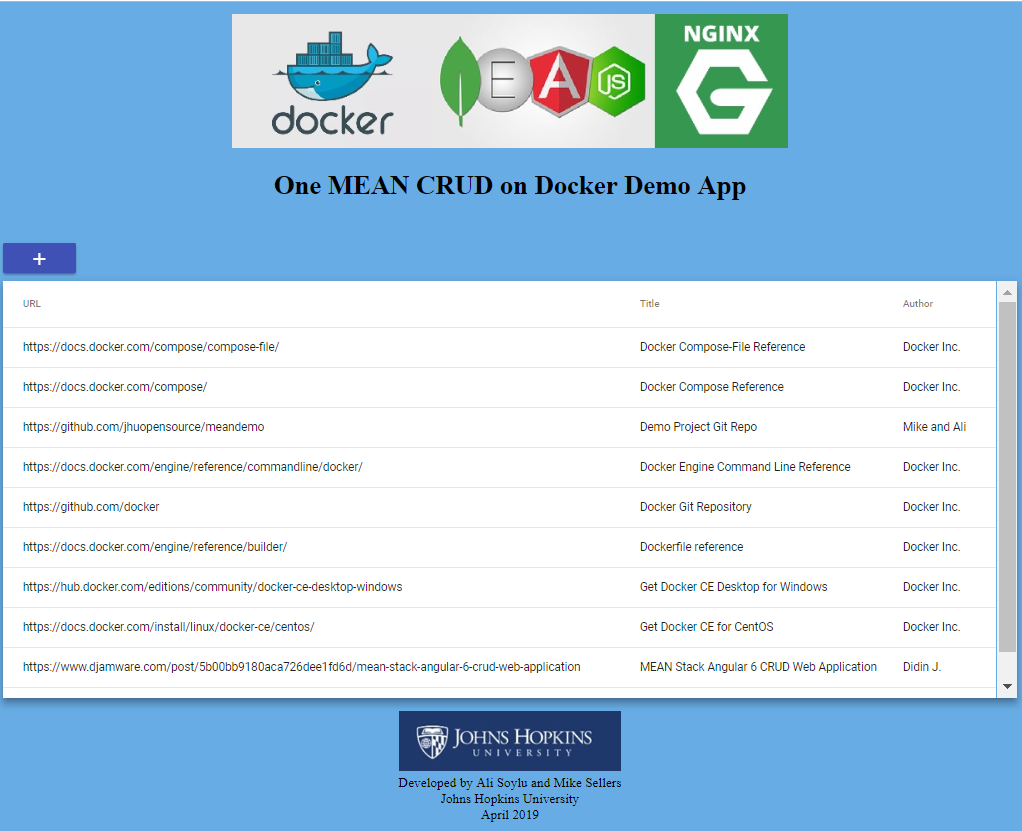 docker
MEAN
JS
NGINX
G
One MEAN CRUD on Docker Demo App
+
URL Title Author
https://docs.docker.com/compose/compose-file/ Docker Compose-File Reference Docker Inc.
https://docs.docker.com/compose/ Docker Compose Reference Docker Inc.
https://github.com/jhuopensource/meandemo Demo Project Git Repo Mike and Ali
https://docs.docker.com/engine/reference/commandline/docker/ Docker Engine Command Line Reference Docker Inc.
https://github.com/docker Docker Git Repository Docker Inc.
https://docs.docker.com/engine/reference/builder/ Dockerfile reference Docker Inc.
https://hub.docker.com/editions/community/docker-ce-desktop-windows Get Docker CE Desktop for Windows Docker Inc.
https://docs.docker.com/install/linux/docker-ce/centos/ Get Docker CE for CentOS Docker Inc.
https://www.djamware.com/post/5b00bb9180aca726dee1fd6d/mean-stack-angular-6-crud-web-application MEAN Stack Angular 6 CRUD Web Application Didin J.
JOHNS HOPKINS
UNIVERSITY
Developed by Ali Soylu and Mike Sellers
Johns Hopkins University
April 2019